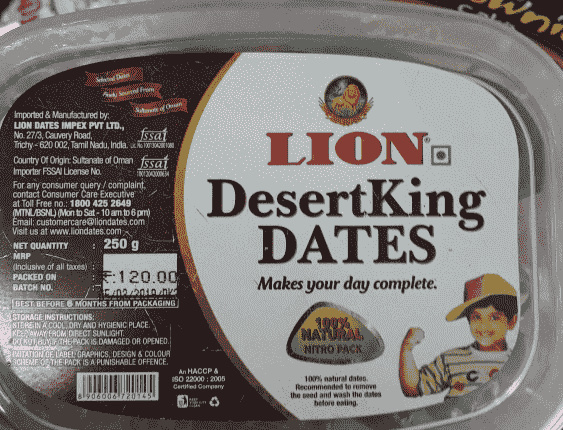 Selected Dates
Finely Sourced From
Sultanate of Oman
Imported & Manufactured by:
LION DATES IMPEX PVT LTD.,
No. 27/3, Cauvery Road,
Trichy - 620 002, Tamil Nadu, India.
fssai
Country Of Origin: Sultanate of Oman
Importer FSSAI License No.
fssai
For any consumer query / complaint,
contact Consumer Care Executive
at Toll Free no.: 1800 425 2649
(MTNL/BSNL) (Mon to Sat - 10 am to 6 pm)
Email: customercare@liondates.com
Visit us at www.liondates.com
NET QUANTITY : 250 g
MRP :
(Inclusive of all taxes)
₹:120.00
PACKED ON :
BATCH NO. :
BEST BEFORE 6 MONTHS FROM PACKAGING
STORAGE INSTRUCTIONS:
STORE IN A COOL, DRY AND HYGIENIC PLACE.
KEEP AWAY FROM DIRECT SUNLIGHT.
DO NOT BUY IF THE PACK IS DAMAGED OR OPENED.
IMITATION OF LABEL GRAPHICS, DESIGN & COLOUR
SCHEME OF THE PACK IS A PUNISHABLE OFFENCE.
8 906006 720145
An HACCP &
ISO 22000 : 2005
Certified Company
LION®
DesertKing
DATES
Makes your day complete.
100%
NATURAL
NITRO PACK
100% natural dates.
Recommended to remove
the seed and wash the dates
before eating.
C